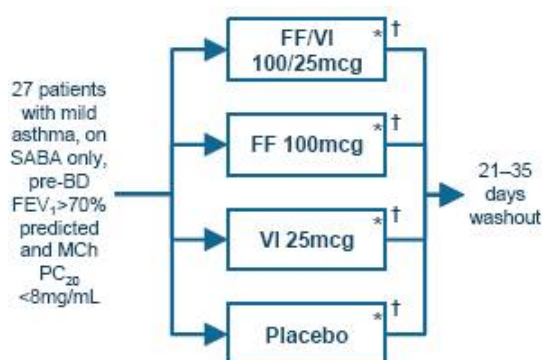 27 patients
with mild
asthma, on
SABA only,
pre-BD
FEV₁>70%
predicted
and MCh
PC₂₀
<8mg/mL
FF/VI
100/25mcg
*†
FF 100mcg
*†
VI 25mcg
*†
Placebo
*†
21–35
days
washout